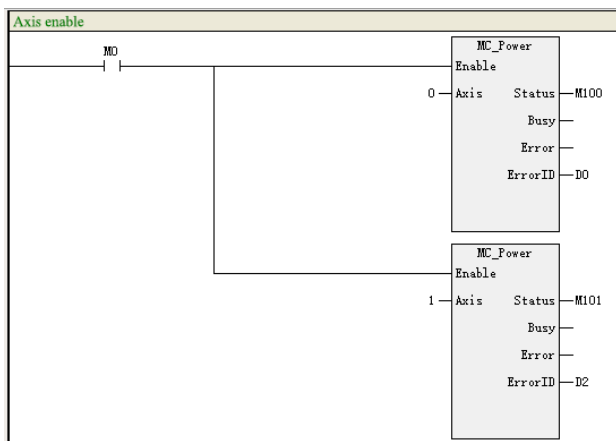 Axis enable
M0
MC_Power
Enable
0 Axis Status M100
Busy
Error
ErrorID D0
MC_Power
Enable
1 Axis Status M101
Busy
Error
ErrorID D2